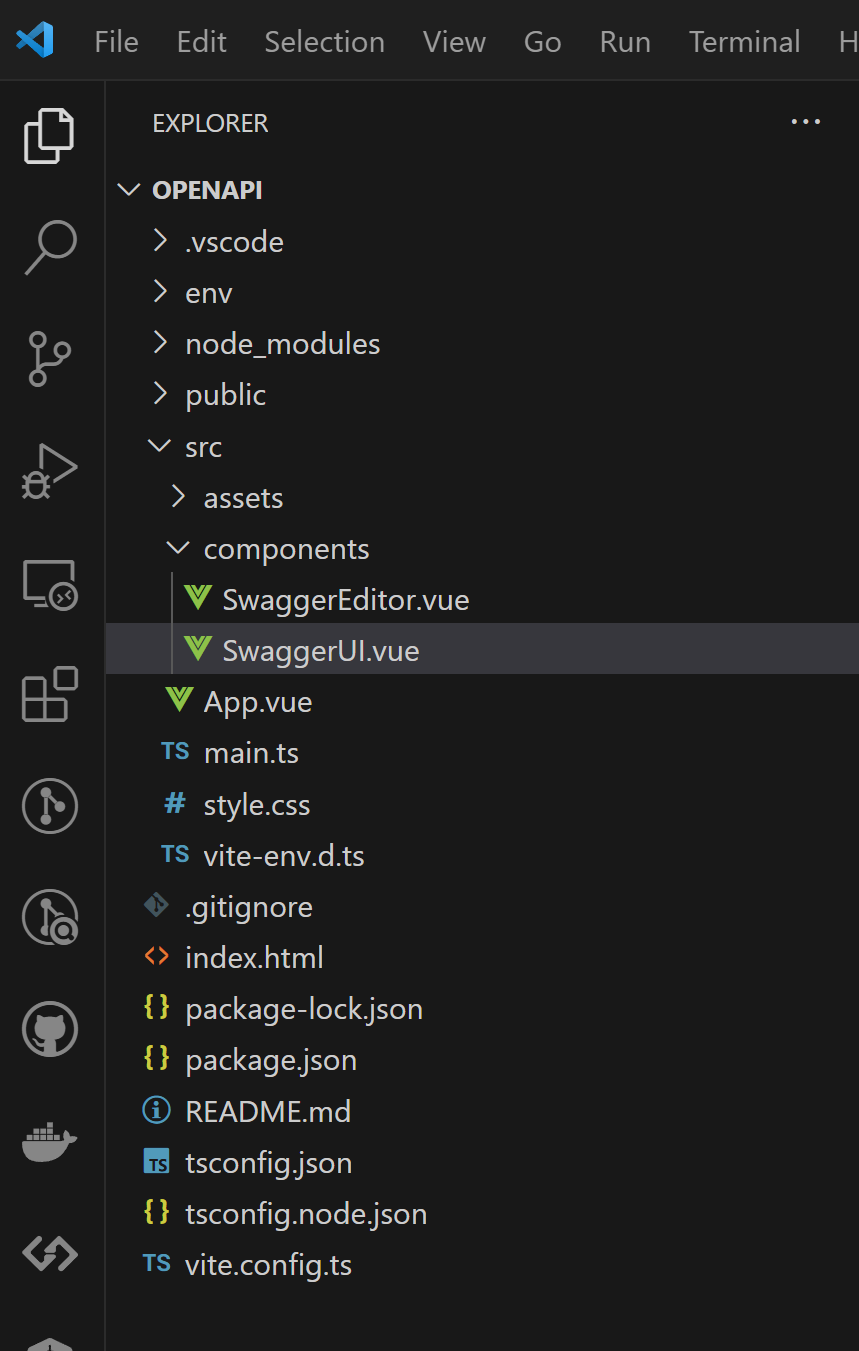 File Edit Selection View Go Run Terminal H
EXPLORER
OPENAPI
.vscode
env
node_modules
public
src
assets
components
SwaggerEditor.vue
SwaggerUI.vue
App.vue
TS main.ts
# style.css
TS vite-env.d.ts
.gitignore
<> index.html
{} package-lock.json
{} package.json
README.md
TS tsconfig.json
{} tsconfig.node.json
TS vite.config.ts